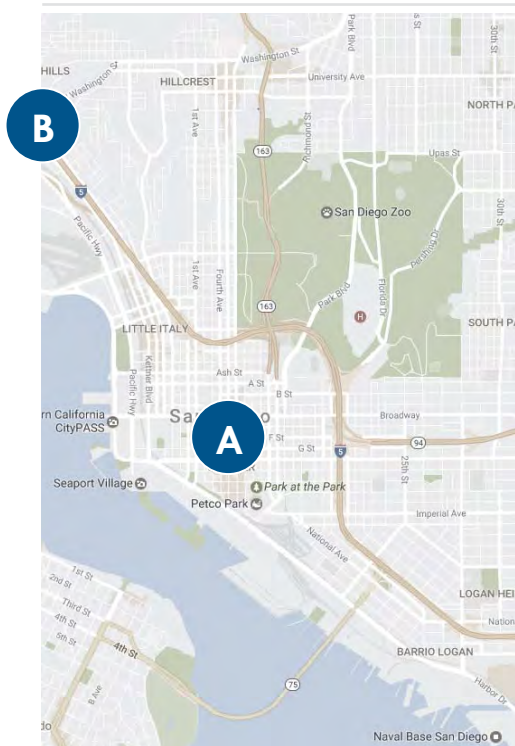 Washington St
Park Blvd
30th St
HILLS
Washington St
HILLCREST
University Ave
1st Ave
Richmond St
NORTH
B
163
Upas St
5
San Diego Zoo
30th St
Pacific Hwy
Pershing Dr
1st Ave
Fourth Ave
Park Blvd
Florida Dr
163
H
LITTLE ITALY
SOUTH
Kettner Blvd
Pacific Hwy
Ash St
A St
B St
rn California
CityPASS
A
Broadway
F St
94
G St
5
25th St
Seaport Village
Park at the Park
Petco Park
Imperial Ave
National Ave
1st St
2nd St
Third St
4th St
5th St
4th St
LOGAN HEI
Nation
BARRIO LOGAN
75
B Ave
Harbor Dr
do
Naval Base San Diego